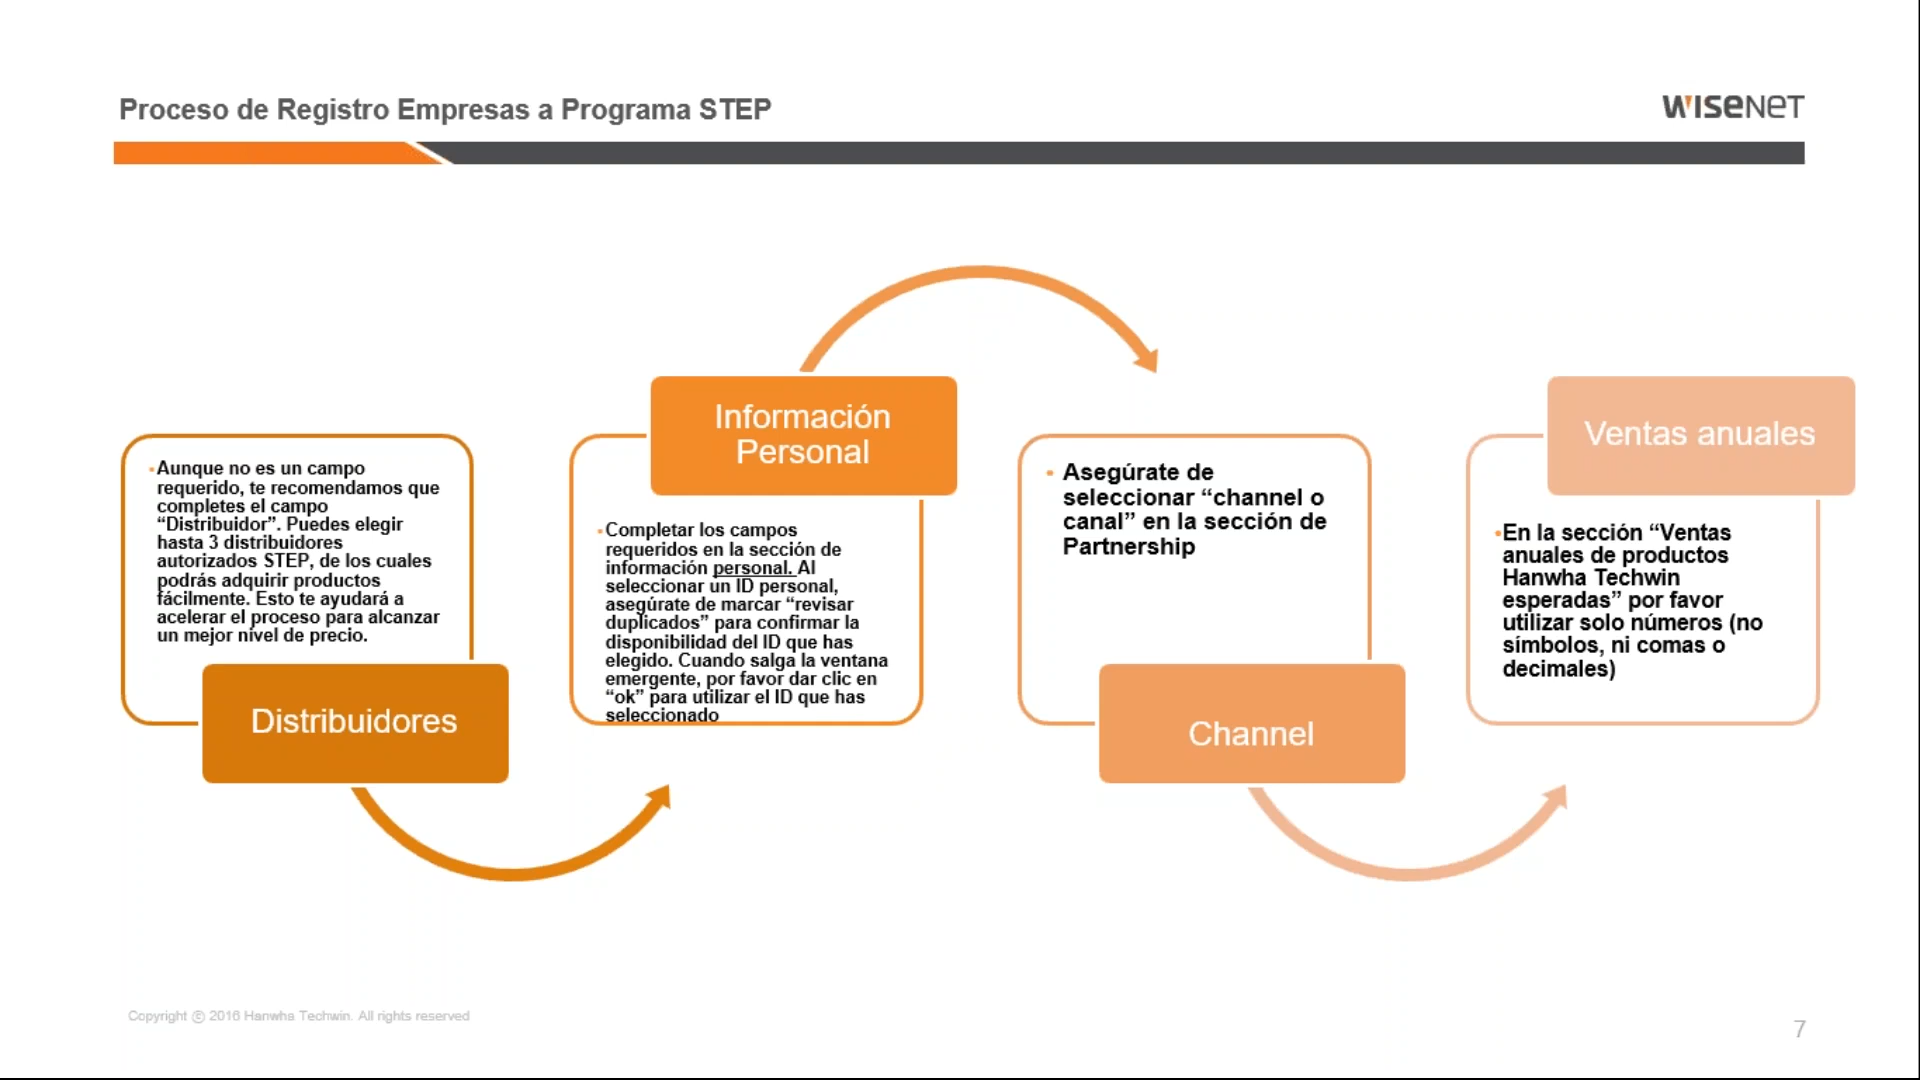 Proceso de Registro Empresas a Programa STEP
WISENET
•Aunque no es un campo
requerido, te recomendamos que
completes el campo
“Distribuidor”. Puedes elegir
hasta 3 distribuidores
autorizados STEP, de los cuales
podrás adquirir productos
fácilmente. Esto te ayudará a
acelerar el proceso para alcanzar
un mejor nivel de precio.
Distribuidores
Información
Personal
•Completar los campos
requeridos en la sección de
información personal. Al
seleccionar un ID personal,
asegúrate de marcar “revisar
duplicados” para confirmar la
disponibilidad del ID que has
elegido. Cuando salga la ventana
emergente, por favor dar clic en
“ok” para utilizar el ID que has
seleccionado
• Asegúrate de
seleccionar “channel o
canal” en la sección de
Partnership
Channel
Ventas anuales
•En la sección “Ventas
anuales de productos
Hanwha Techwin
esperadas” por favor
utilizar solo números (no
símbolos, ni comas o
decimales)
Copyright ⓒ 2016 Hanwha Techwin. All rights reserved
7